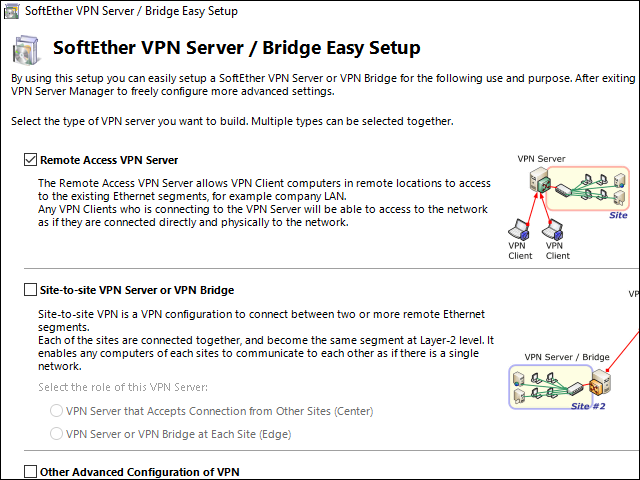 SoftEther VPN Server / Bridge Easy Setup
SoftEther VPN Server / Bridge Easy Setup
By using this setup you can easily setup a SoftEther VPN Server or VPN Bridge for the following use and purpose. After exiting
VPN Server Manager to freely configure more advanced settings.
Select the type of VPN server you want to build. Multiple types can be selected together.
Remote Access VPN Server
The Remote Access VPN Server allows VPN Client computers in remote locations to access
to the existing Ethernet segments, for example company LAN.
Any VPN Clients who is connecting to the VPN Server will be able to access to the network
as if they are connected directly and physically to the network.
VPN Server
Site
VPN
Client
VPN
Client
Site-to-site VPN Server or VPN Bridge
Site-to-site VPN is a VPN configuration to connect between two or more remote Ethernet
segments.
Each of the sites are connected together, and become the same segment at Layer-2 level. It
enables any computers of each sites to communicate to each other as if there is a single
network.
Select the role of this VPN Server:
VPN Server that Accepts Connection from Other Sites (Center)
VPN Server or VPN Bridge at Each Site (Edge)
VP
VPN Server / Bridge
Site #2
Other Advanced Configuration of VPN